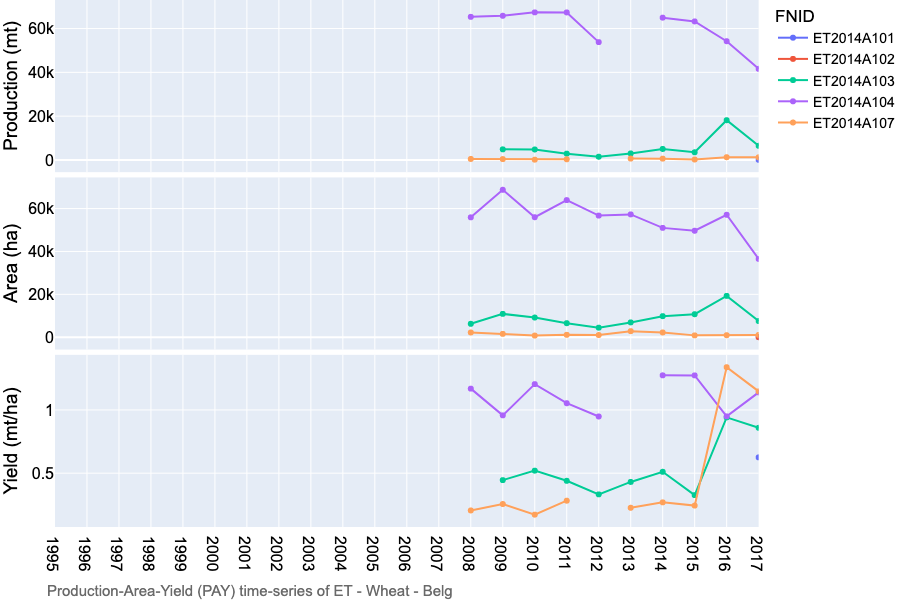 FNID
ET2014A101
ET2014A102
ET2014A103
ET2014A104
ET2014A107
Production (mt)
60k
40k
20k
0
Area (ha)
60k
40k
20k
0
Yield (mt/ha)
1
0.5
1995 1996 1997 1998 1999 2000 2001 2002 2003 2004 2005 2006 2007 2008 2009 2010 2011 2012 2013 2014 2015 2016 2017
Production-Area-Yield (PAY) time-series of ET - Wheat - Belg